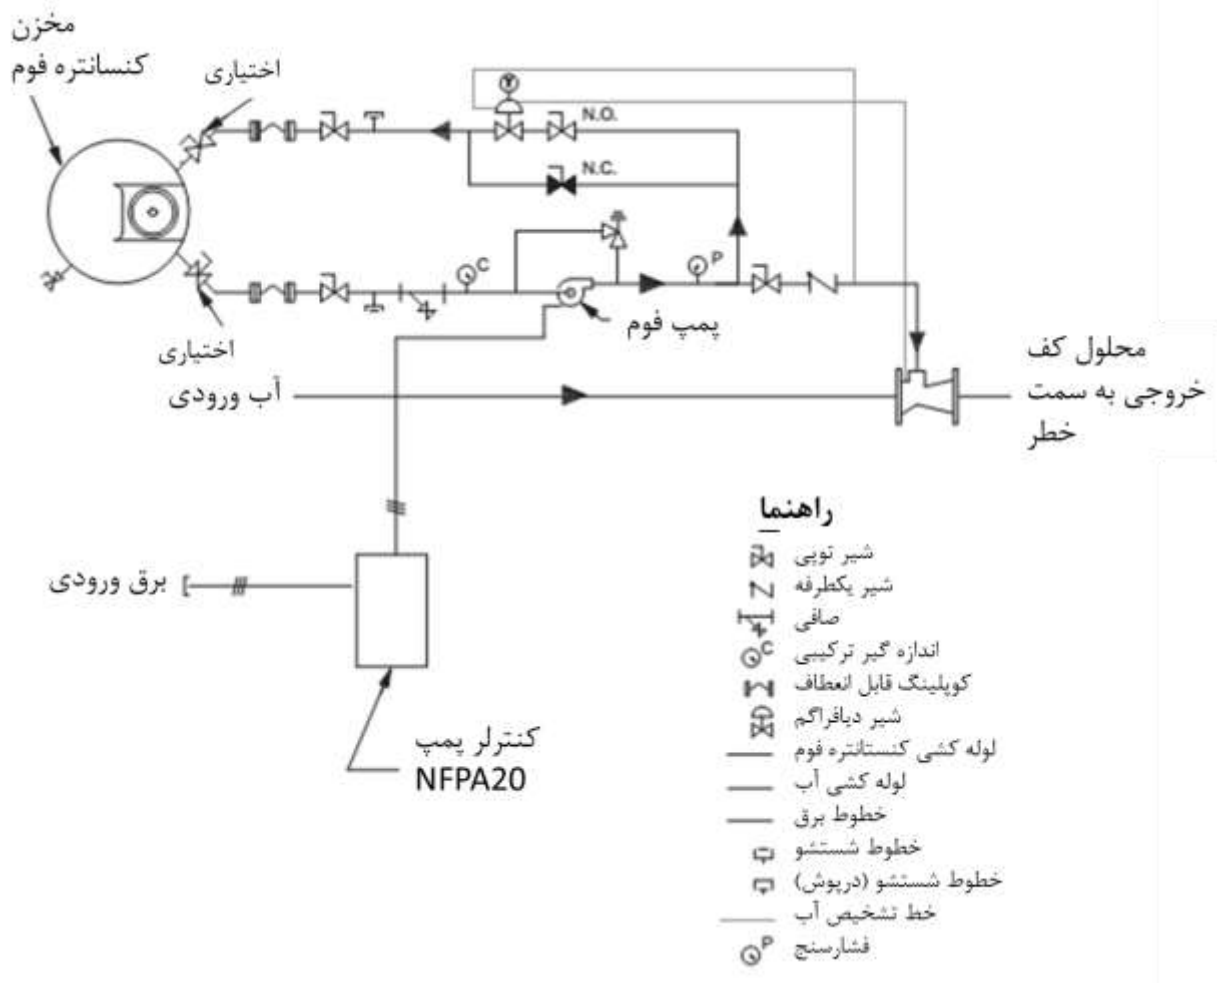 مخزن
کنسانتره فوم
اختیاری
N.O.
N.C.
C
P
پمپ فوم
اختیاری
آب ورودی
محلول کف
خروجی به سمت
خطر
برق ورودی
کنترلر پمپ
NFPA20
راهنما
شیر توپی
شیر یکطرفه
صافی
C اندازه گیر ترکیبی
کوپلینگ قابل انعطاف
شیر دیافراگم
لوله کشی کنستانتره فوم
لوله کشی آب
خطوط برق
خطوط شستشو
خطوط شستشو (درپوش)
خط تشخیص آب
P فشارسنج